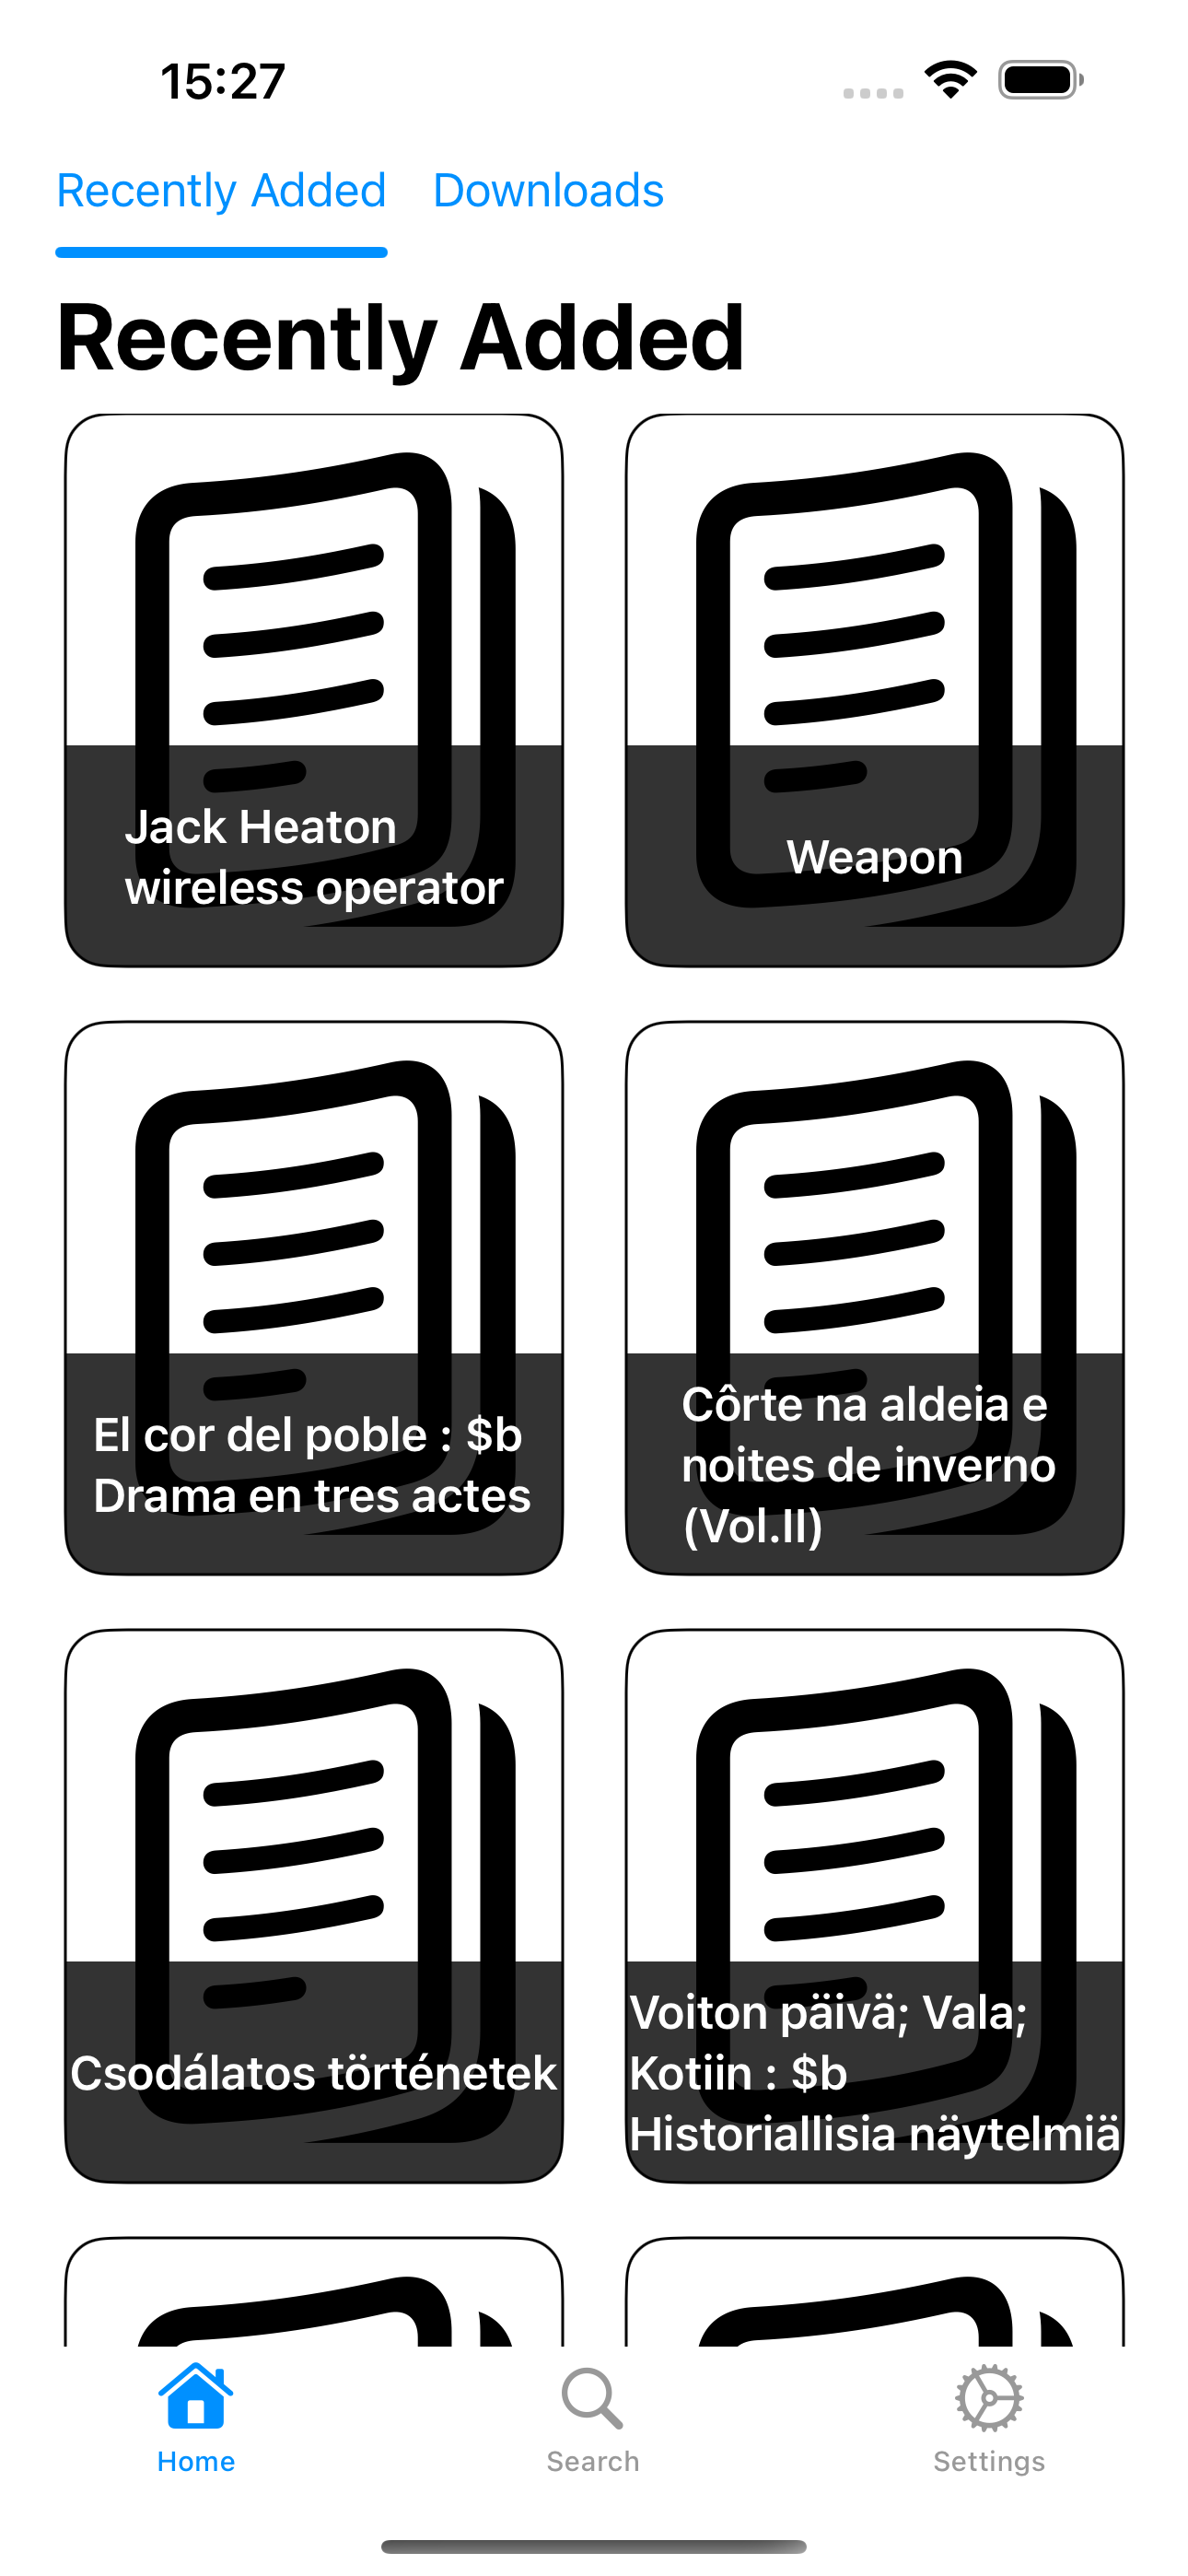 15:27
Recently Added
Downloads
Recently Added
Jack Heaton
wireless operator
Weapon
El cor del poble : $b
Drama en tres actes
Côrte na aldeia e
noites de inverno
(Vol.II)
Csodálatos történetek
Voiton päivä; Vala;
Kotiin : $b
Historiallisia näytelmiä
Home
Search
Settings